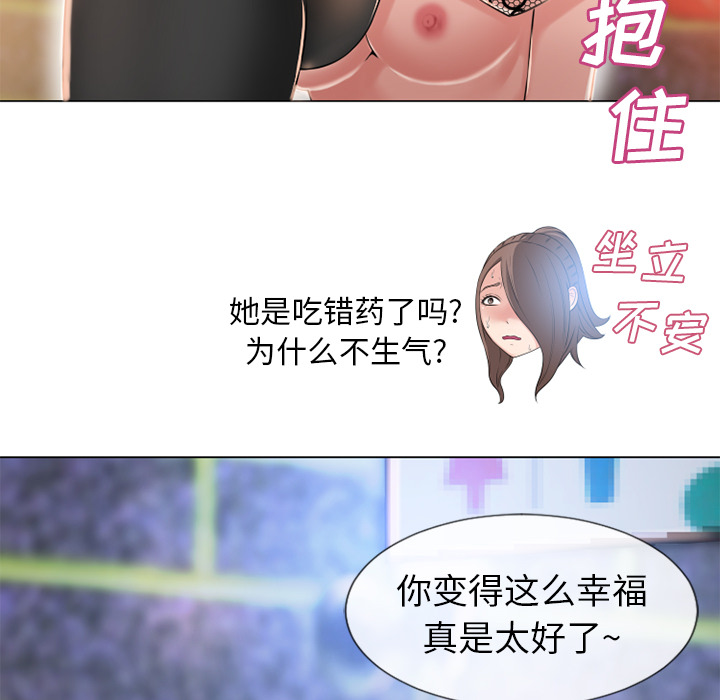 抱住
坐立
不安
她是吃错药了吗?
为什么不生气?
你变得这么幸福
真是太好了~